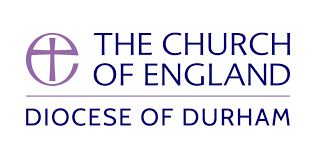 THE CHURCH
OF ENGLAND
DIOCESE OF DURHAM